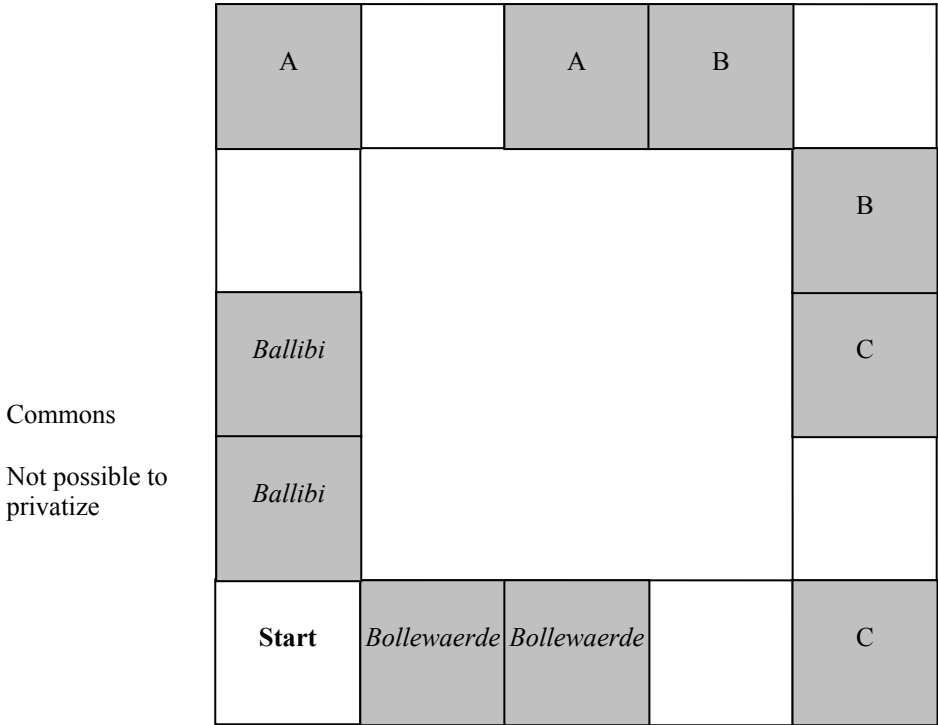 A
A
B
B
Ballibi
C
Commons
Not possible to
privatize
Ballibi
Start
Bollewaerde
Bollewaerde
C